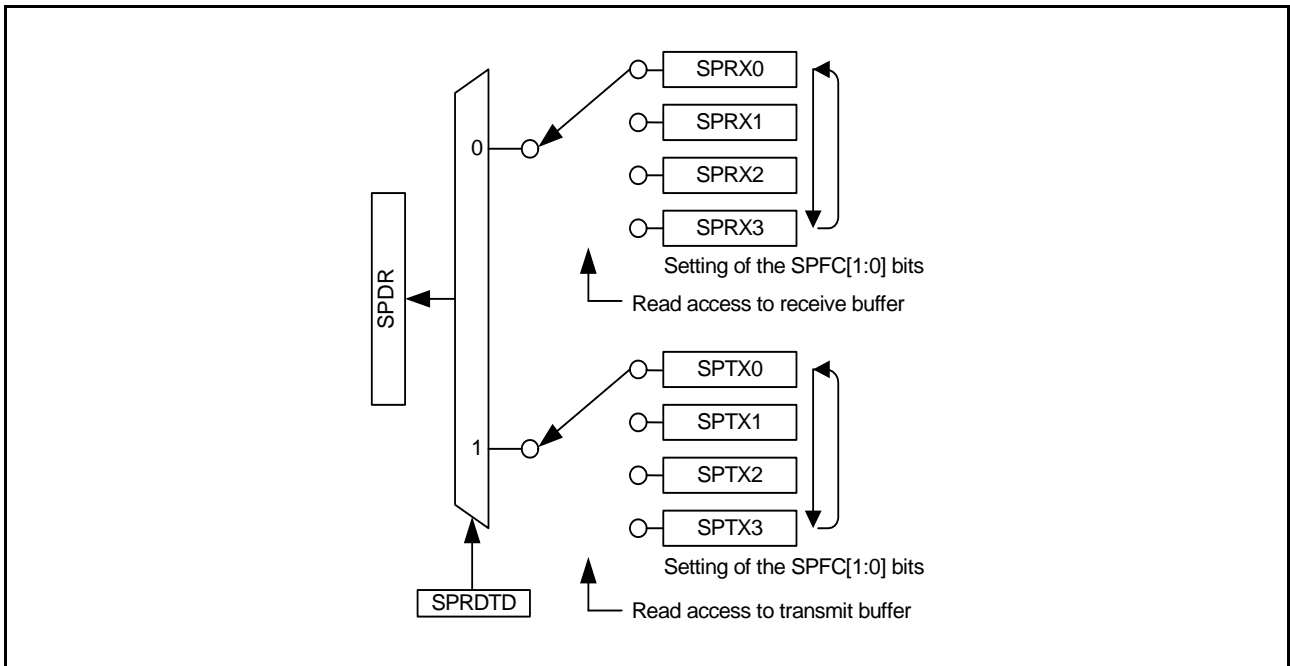 SPRX0
SPRX1
0
SPRX2
SPRX3
Setting of the SPFC[1:0] bits
SPDR
Read access to receive buffer
SPTX0
SPTX1
1
SPTX2
SPTX3
Setting of the SPFC[1:0] bits
SPRDTD
Read access to transmit buffer